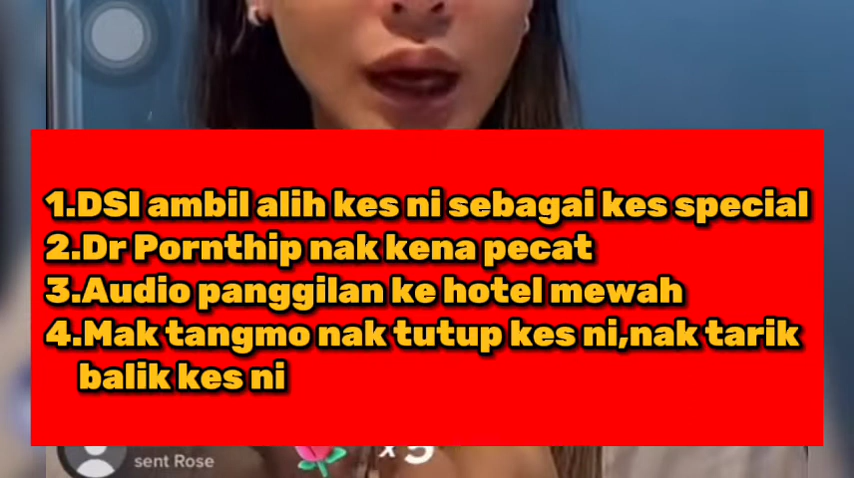 1.DSI ambil alih kes ni sebagai kes special
2.Dr Pornthip nak kena pecat
3.Audio panggilan ke hotel mewah
4.Mak tangmo nak tutup kes ni,nak tarik
balik kes ni
sent Rose
x 5